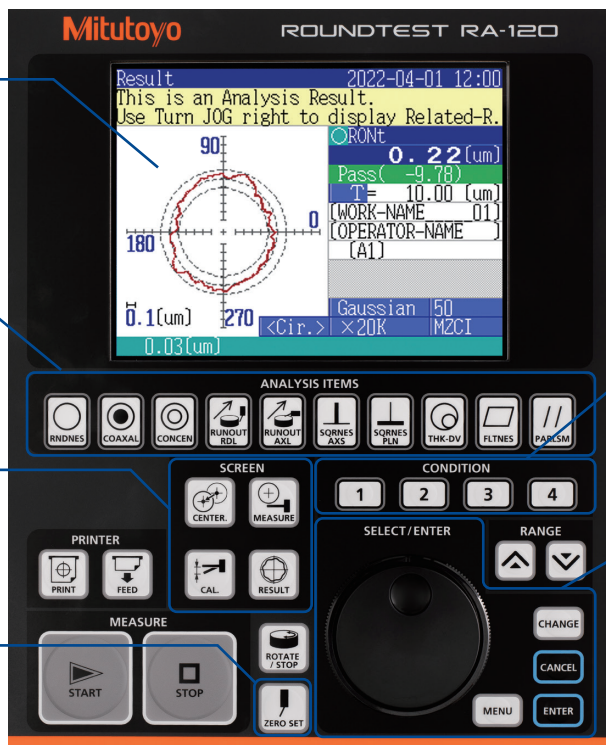 Mitutoyo ROUNDTEST RA-120
Result 2022-04-01 12:00
This is an Analysis Result.
Use Turn JOG right to display Related-R.
90
0
180
270
0.1(um)
○RONt
0.22(um)
Pass( -9.78)
T= 10.00 (um)
(WORK-NAME____01)
(OPERATOR-NAME )
(A1)
Gaussian 50
<Cir.> ×20K MZCI
0.03(um)
ANALYSIS ITEMS
RNDNES
COAXAL
CONCEN
RUNOUT RDL
RUNOUT AXL
SQRNES AXS
SQRNES PLN
THK-DV
FLTNES
PARLSM
SCREEN
CENTER.
MEASURE
CAL.
RESULT
CONDITION
1 2 3 4
PRINTER
PRINT
FEED
SELECT/ENTER
RANGE
MEASURE
START
STOP
ROTATE
/STOP
ZERO SET
CHANGE
CANCEL
MENU
ENTER